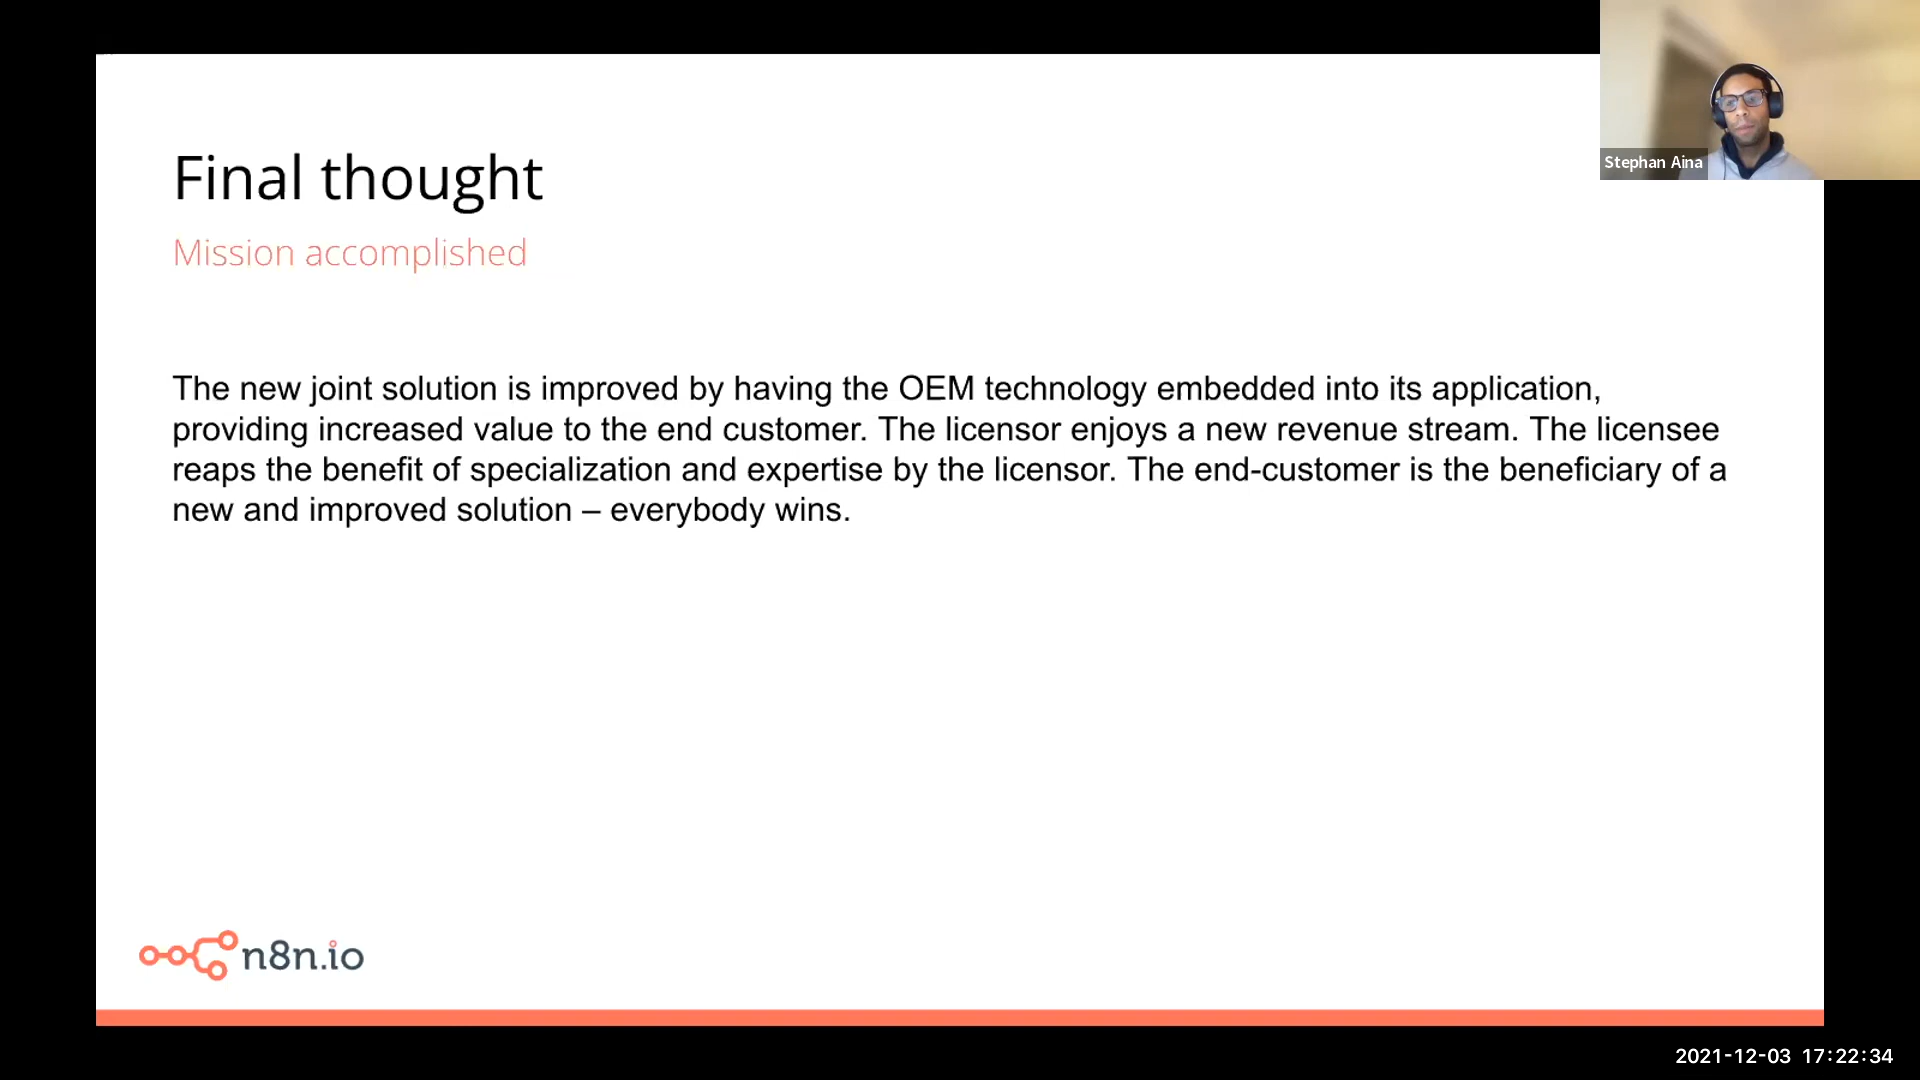 Stephan Aina
Final thought
Mission accomplished
The new joint solution is improved by having the OEM technology embedded into its application,
providing increased value to the end customer. The licensor enjoys a new revenue stream. The licensee
reaps the benefit of specialization and expertise by the licensor. The end-customer is the beneficiary of a
new and improved solution – everybody wins.
n8n.io
2021-12-03 17:22:34